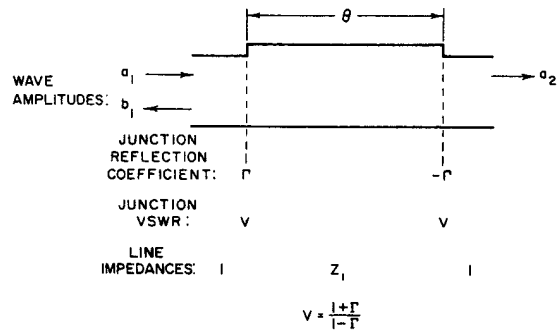 θ
WAVE
AMPLITUDES:
a₁
a₂
b₁
JUNCTION
REFLECTION
COEFFICIENT: Γ -Γ
JUNCTION
VSWR: V V
LINE
IMPEDANCES: 1 Z₁ 1
V = 1+Γ / 1-Γ